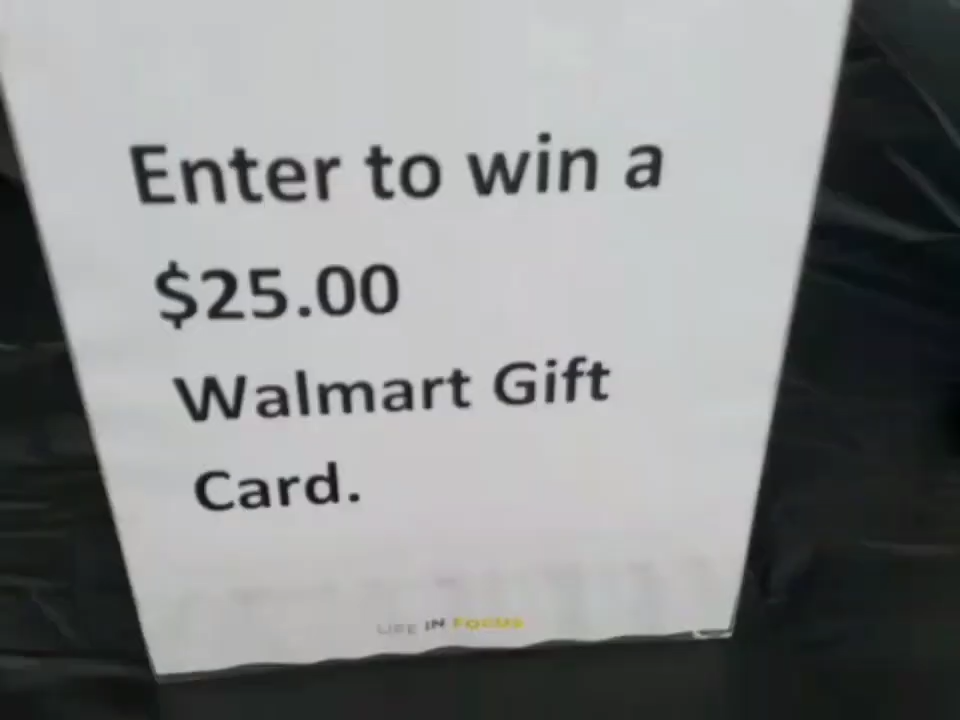 Enter to win a
$25.00
Walmart Gift
Card.
LIFE IN FOCUS